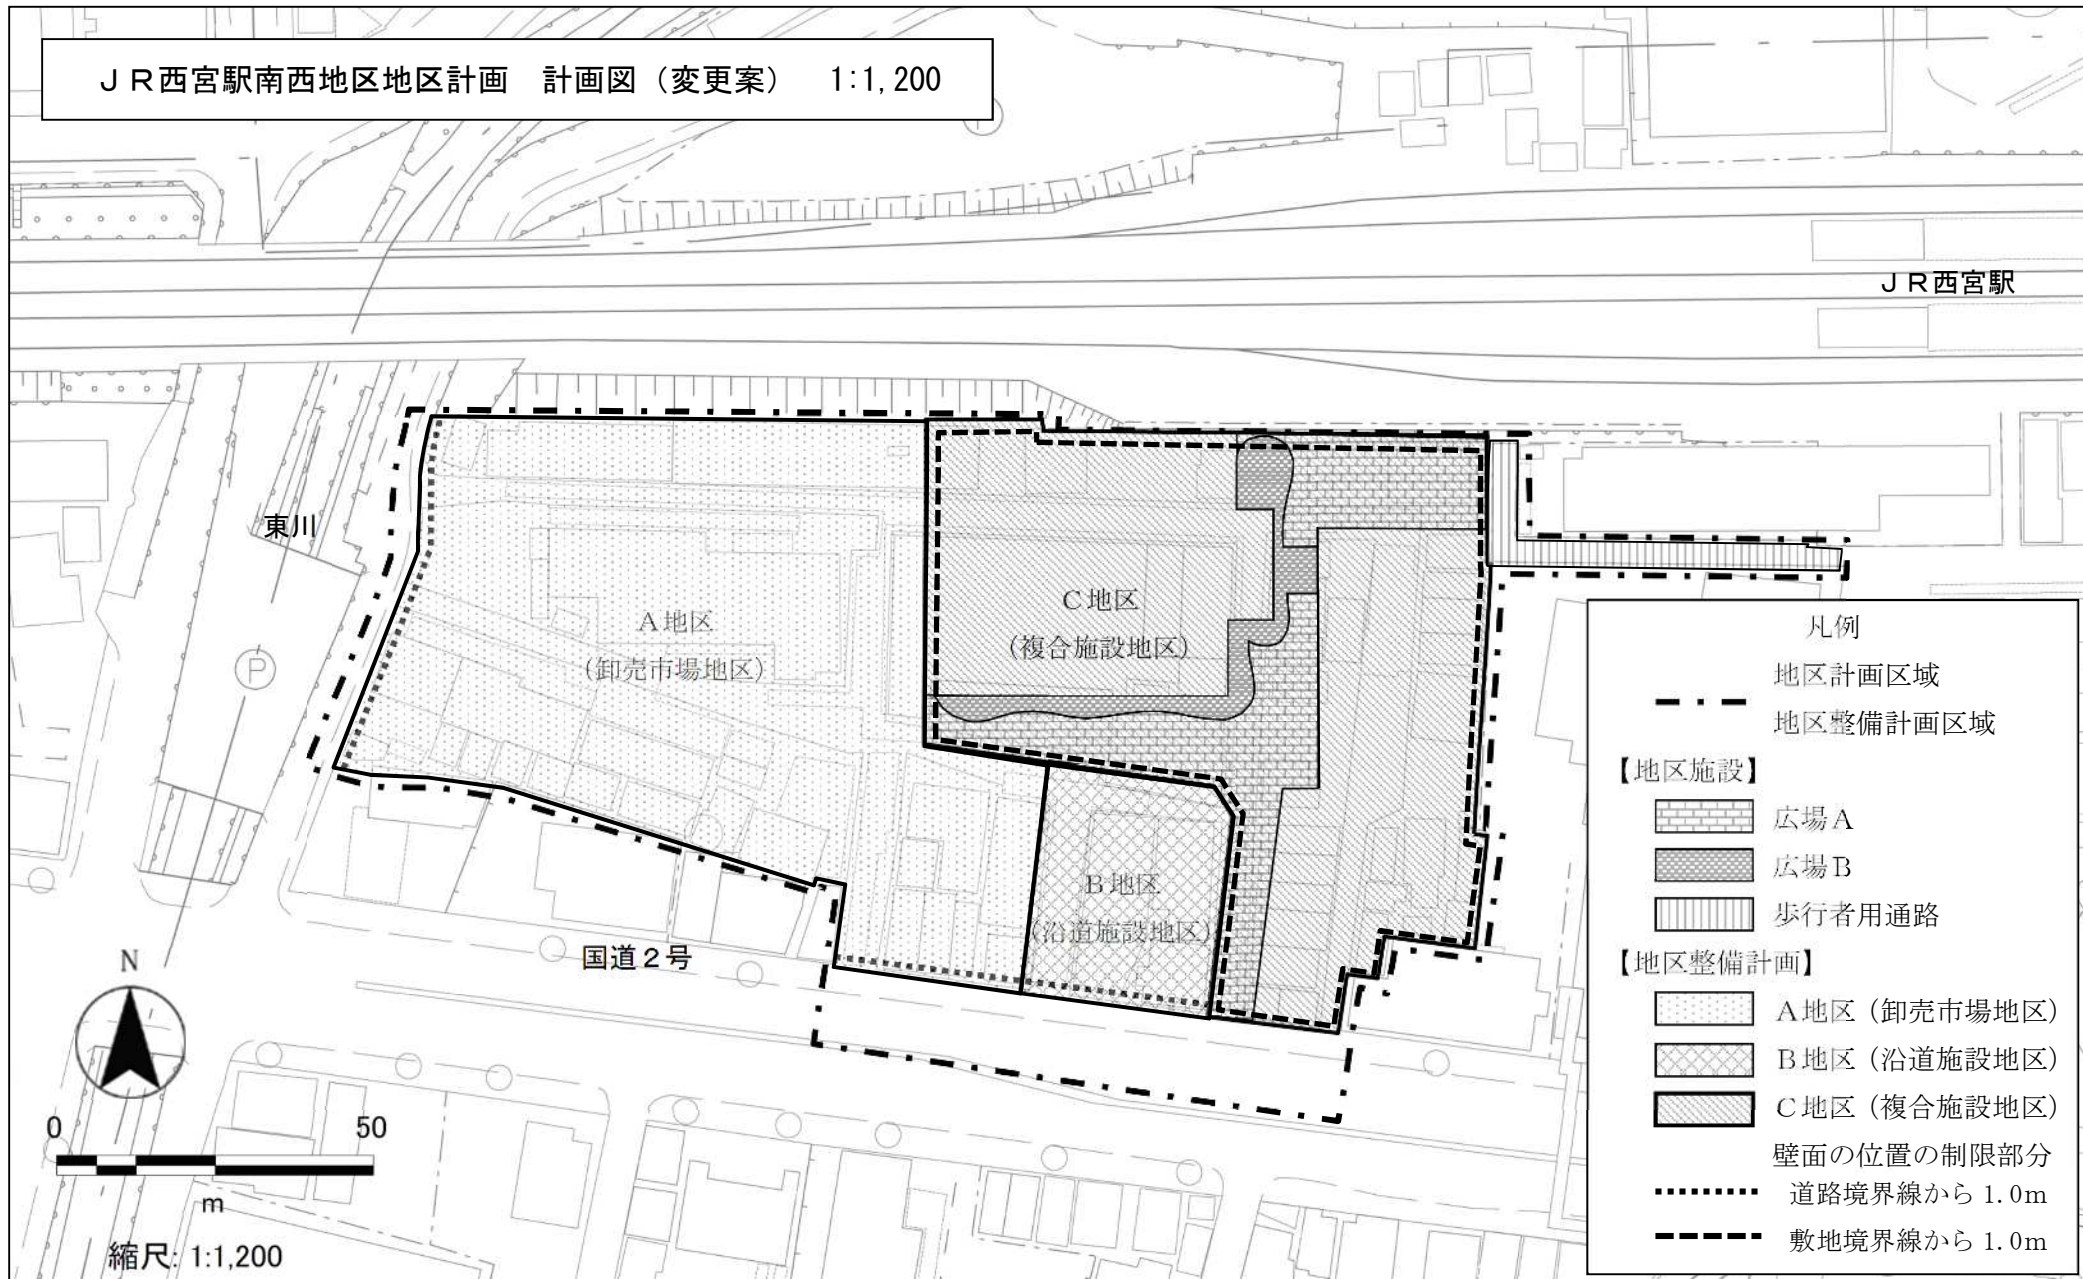 ＪＲ西宮駅南西地区地区計画　計画図（変更案）　1:1,200
ＪＲ西宮駅
東川
Ａ地区
（卸売市場地区）
Ｃ地区
（複合施設地区）
Ｐ
Ｂ地区
（沿道施設地区）
国道２号
N
0 50
m
縮尺: 1:1,200
凡例
地区計画区域
地区整備計画区域
【地区施設】
広場Ａ
広場Ｂ
歩行者用通路
【地区整備計画】
Ａ地区（卸売市場地区）
Ｂ地区（沿道施設地区）
Ｃ地区（複合施設地区）
壁面の位置の制限部分
道路境界線から 1.0m
敷地境界線から 1.0m